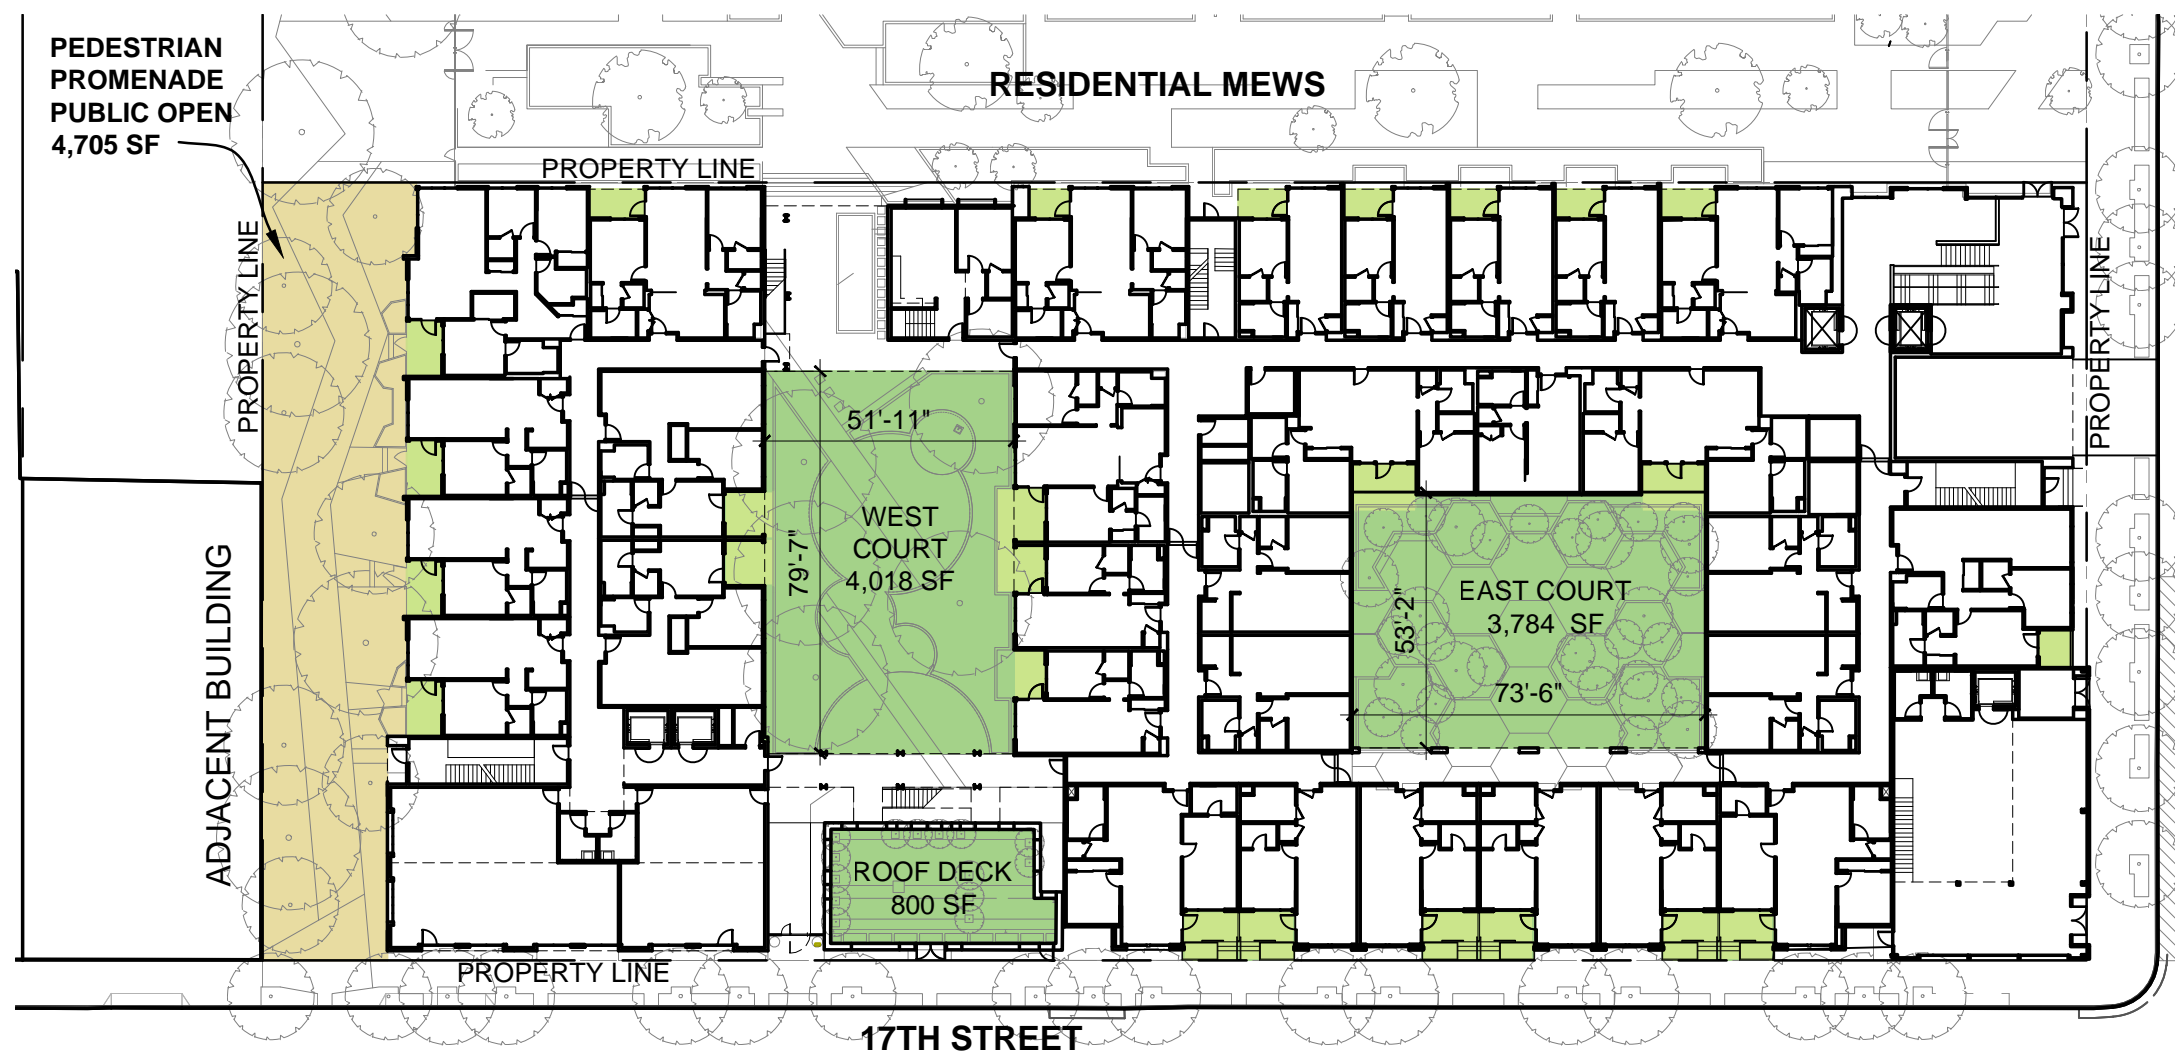 PEDESTRIAN
PROMENADE
PUBLIC OPEN
4,705 SF
RESIDENTIAL MEWS
PROPERTY LINE
PROPERTY LINE
PROPERTY LINE
51'-11"
79'-7"
WEST
COURT
4,018 SF
EAST COURT
3,784 SF
53'-2"
73'-6"
ADJACENT BUILDING
ROOF DECK
800 SF
PROPERTY LINE
17TH STREET